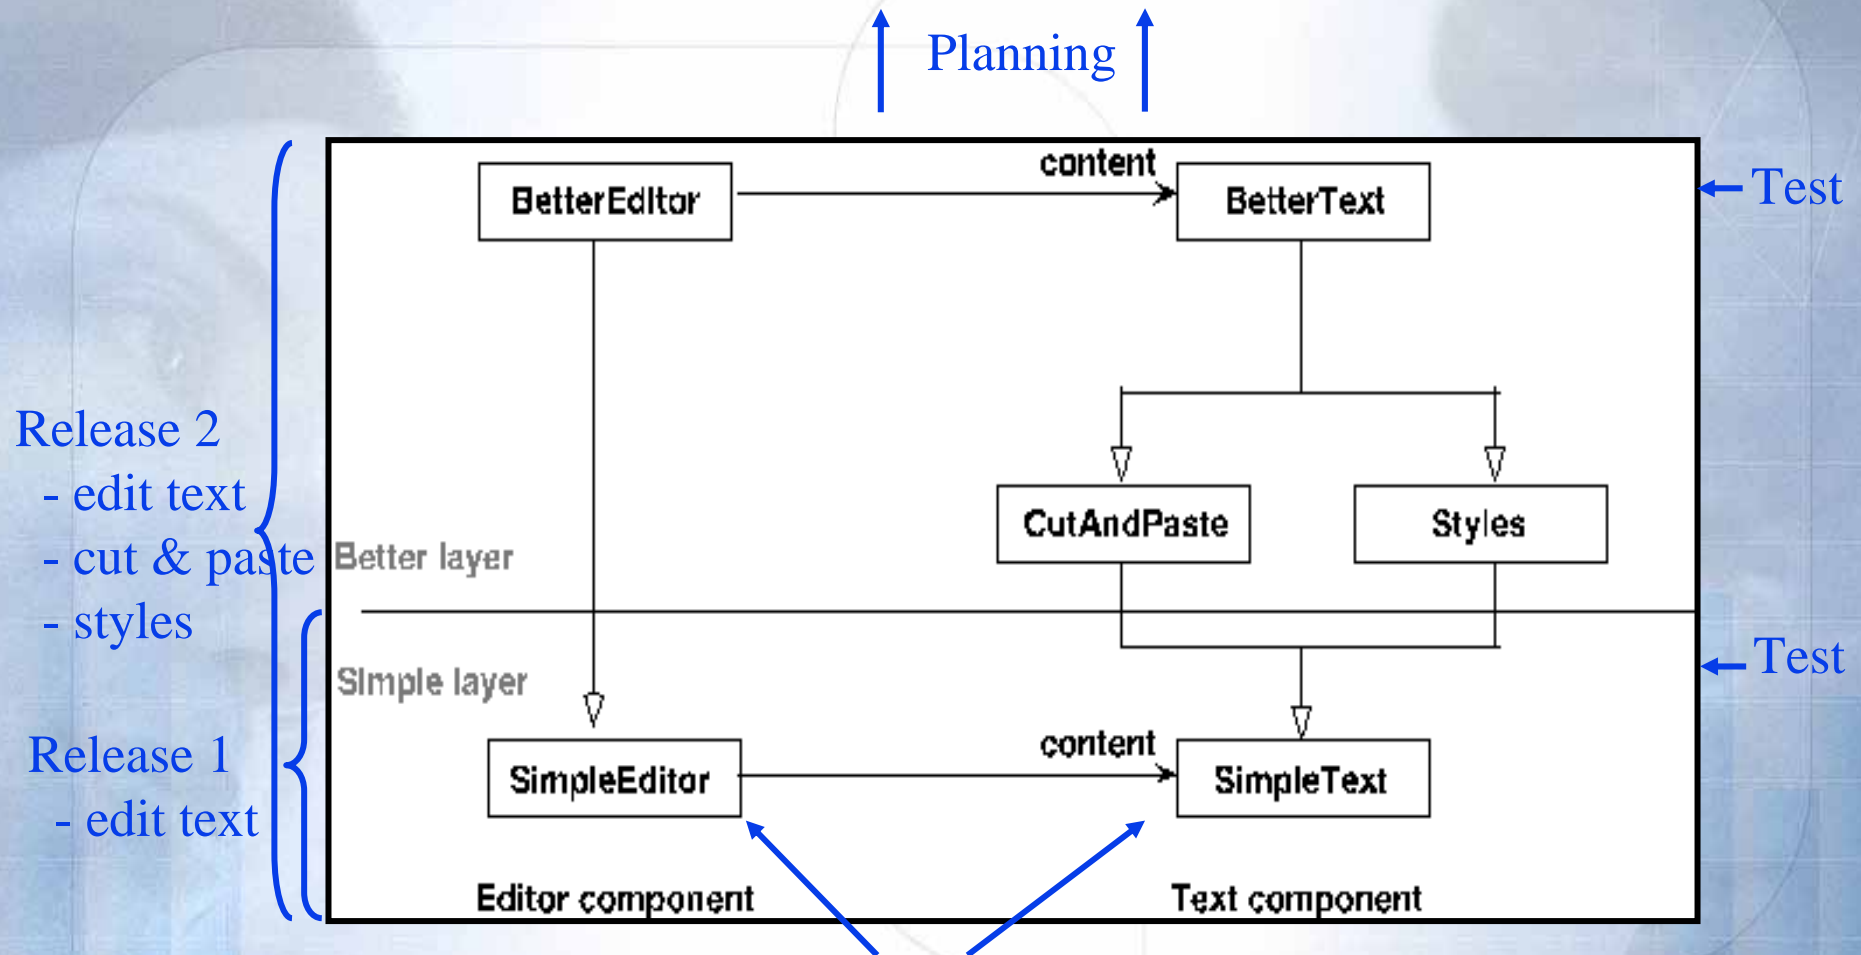 Planning
content
BetterEditor
BetterText
Test
Release 2
- edit text
- cut & paste
- styles
CutAndPaste
Styles
Better layer
Simple layer
Test
Release 1
- edit text
content
SimpleEditor
SimpleText
Editor component
Text component